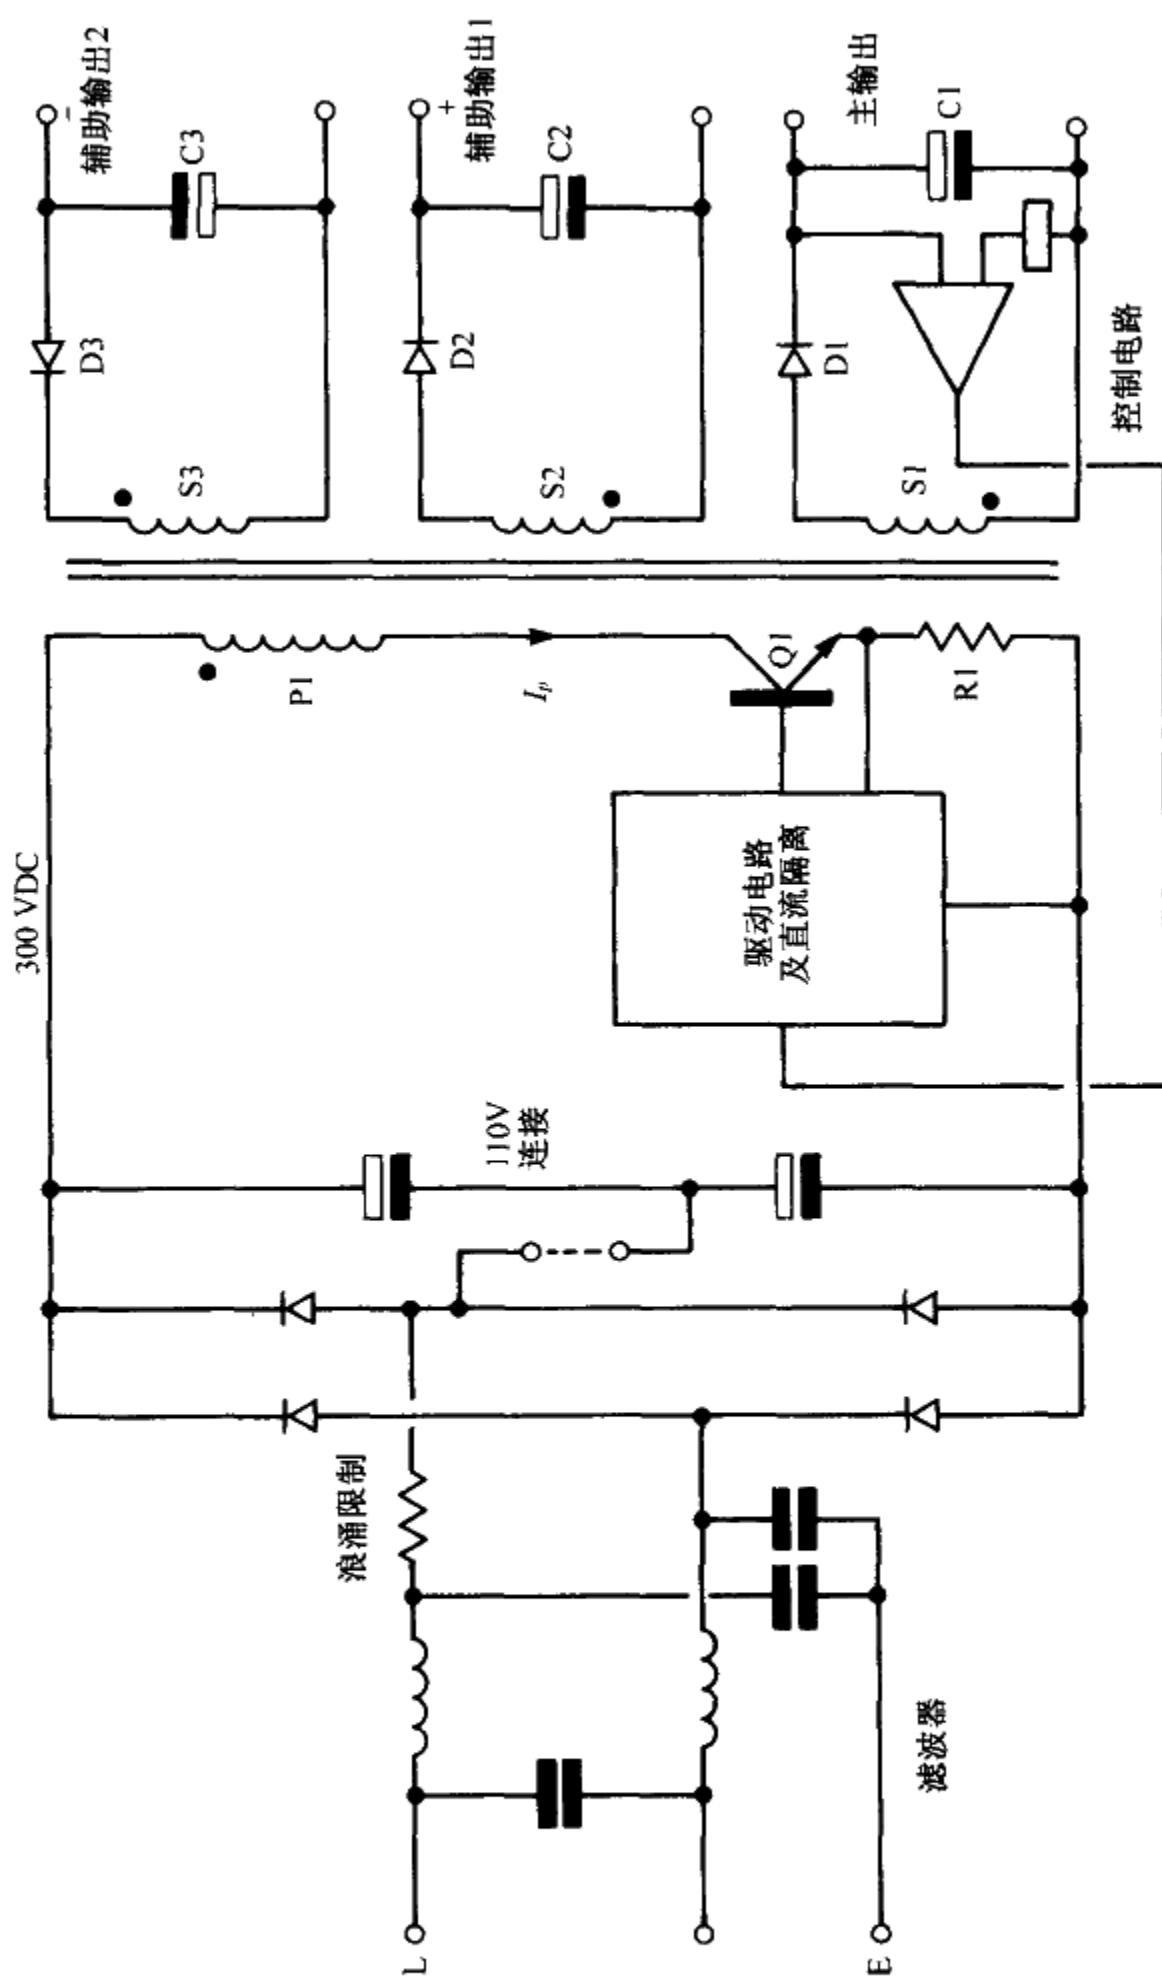 L
E
滤波器
浪涌限制
110V
连接
300 VDC
驱动电路
及直流隔离
P1
Ip
Q1
R1
S3
D3
C3
−
辅助输出2
S2
D2
C2
+
辅助输出1
S1
D1
C1
主输出
控制电路